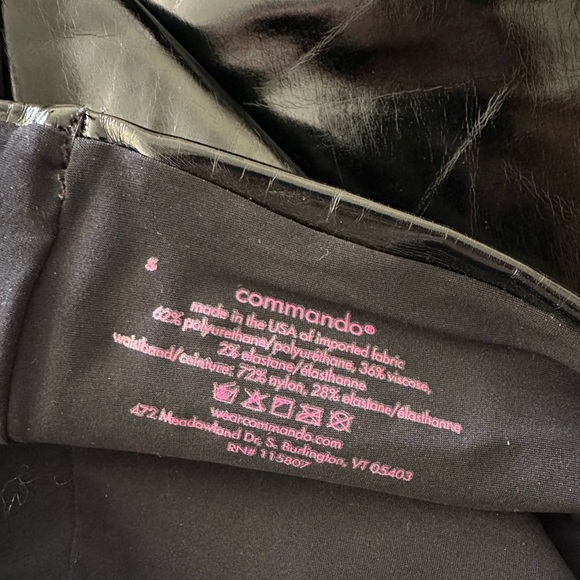 S
commando®
made in the USA of imported fabric
62% polyurethane/polyuréthane, 36% viscose,
2% elastane/élasthanne
waistband/ceinture: 72% nylon, 28% elastane/élasthanne
wearcommando.com
472 Meadowland Dr, S. Burlington, VT 05403
RN# 115807